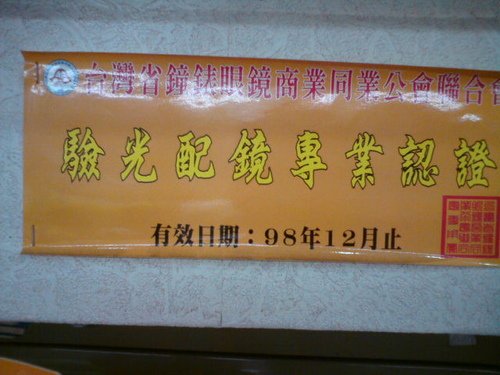 台灣省鐘錶眼鏡商業同業公會聯合會
驗光配鏡專業認證
有效日期：98年12月止